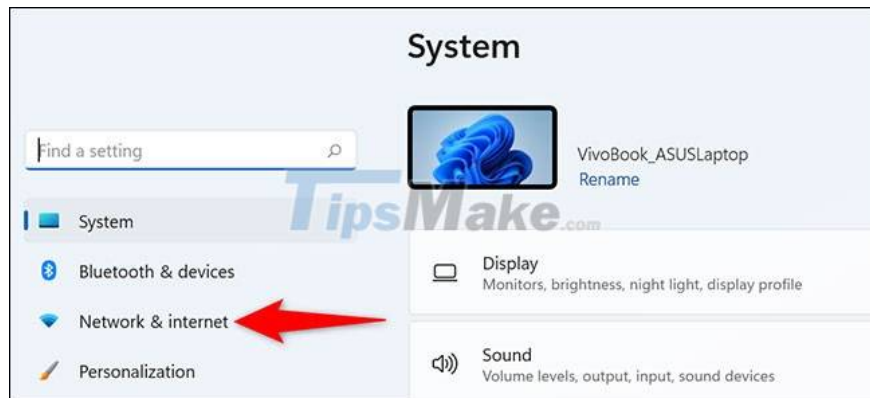 System
Find a setting
VivoBook_ASUSLaptop
Rename
TipsMake.com
System
Bluetooth & devices
Network & internet
Personalization
Display
Monitors, brightness, night light, display profile
Sound
Volume levels, output, input, sound devices